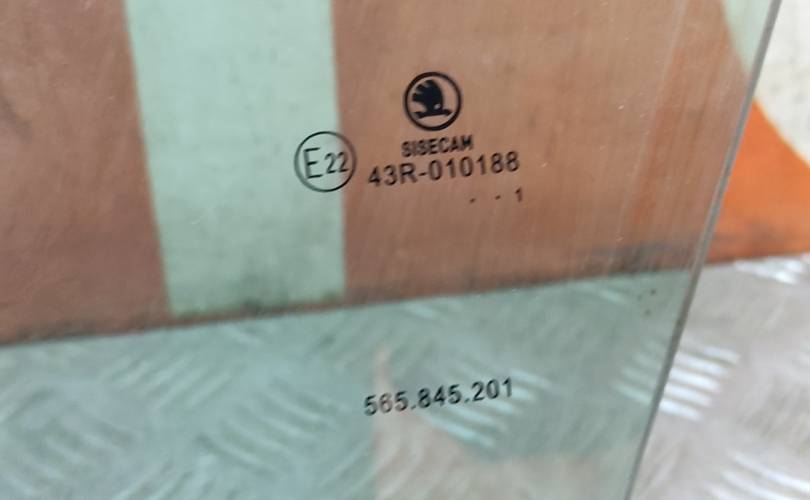 SISECAM
E22
43R-010188
. . 1
565.845.201